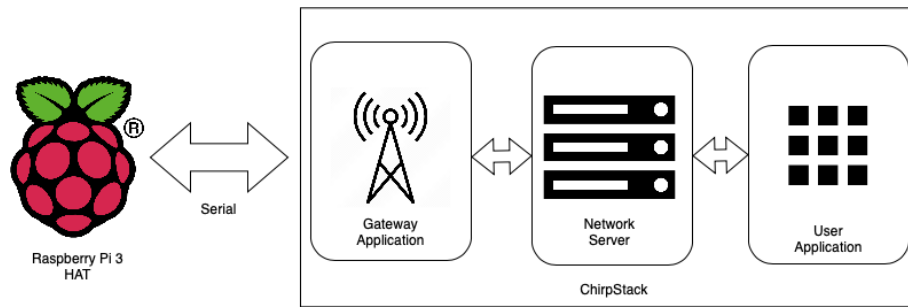 ®
Serial
Raspberry Pi 3
HAT
Gateway
Application
Network
Server
User
Application
ChirpStack